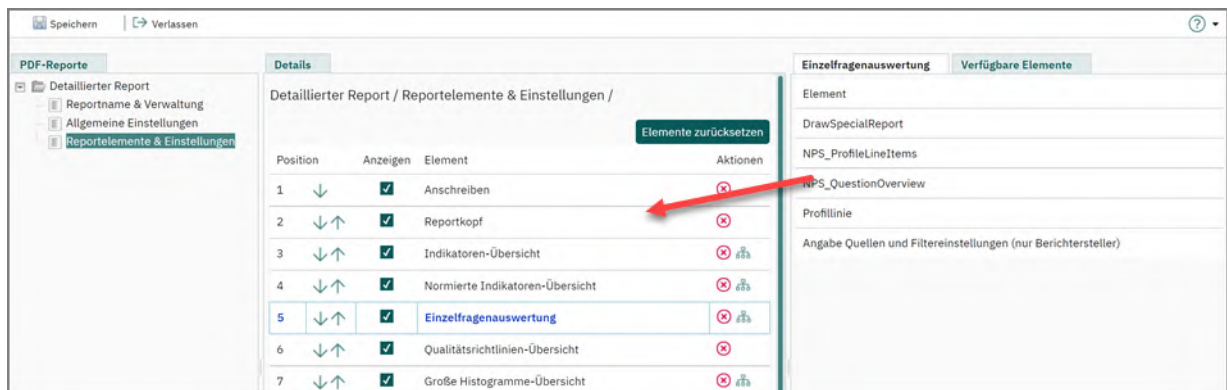 Speichern Verlassen
PDF-Reporte
Detaillierter Report
Reportname & Verwaltung
Allgemeine Einstellungen
Reportelemente & Einstellungen
Details
Detaillierter Report / Reportelemente & Einstellungen /
Elemente zurücksetzen
Position Anzeigen Element Aktionen
1 Anschreiben
2 Reportkopf
3 Indikatoren-Übersicht
4 Normierte Indikatoren-Übersicht
5 Einzelfragenauswertung
6 Qualitätsrichtlinien-Übersicht
7 Große Histogramme-Übersicht
Einzelfragenauswertung Verfügbare Elemente
Element
DrawSpecialReport
NPS_ProfileLineItems
NPS_QuestionOverview
Profillinie
Angabe Quellen und Filtereinstellungen (nur Berichtersteller)